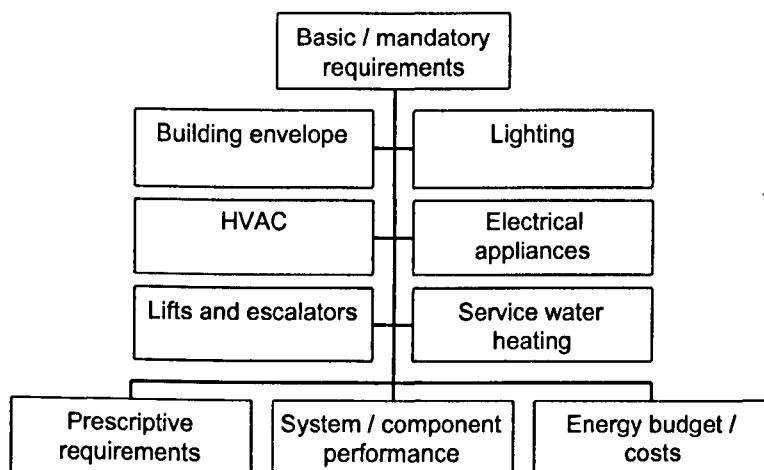 Basic / mandatory
requirements
Building envelope
Lighting
HVAC
Electrical
appliances
Lifts and escalators
Service water
heating
Prescriptive
requirements
System / component
performance
Energy budget /
costs